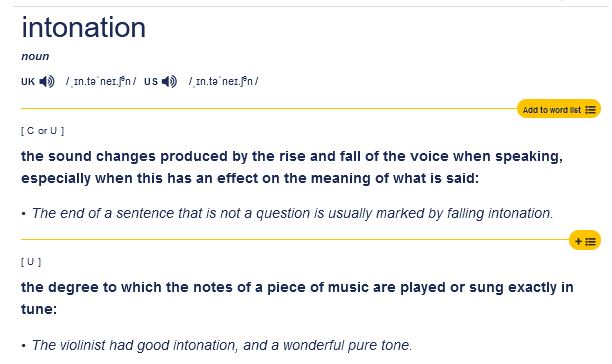 intonation
noun
UK /ˌɪn.təˈneɪ.ʃᵊn/ US /ˌɪn.təˈneɪ.ʃᵊn/
Add to word list
[ C or U ]
the sound changes produced by the rise and fall of the voice when speaking,
especially when this has an effect on the meaning of what is said:
• The end of a sentence that is not a question is usually marked by falling intonation.
+
[ U ]
the degree to which the notes of a piece of music are played or sung exactly in
tune:
• The violinist had good intonation, and a wonderful pure tone.